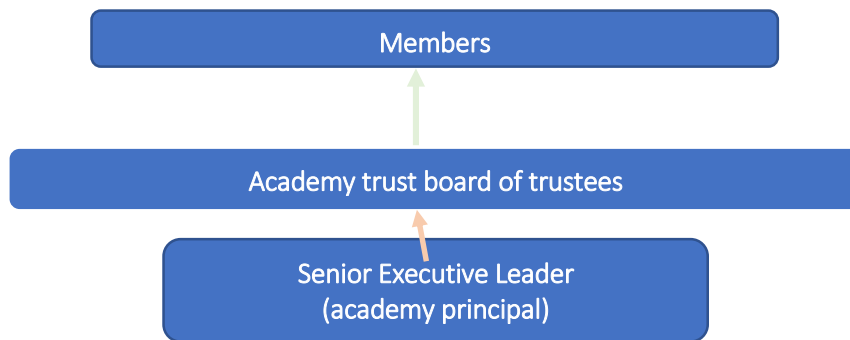 Members
Academy trust board of trustees
Senior Executive Leader
(academy principal)